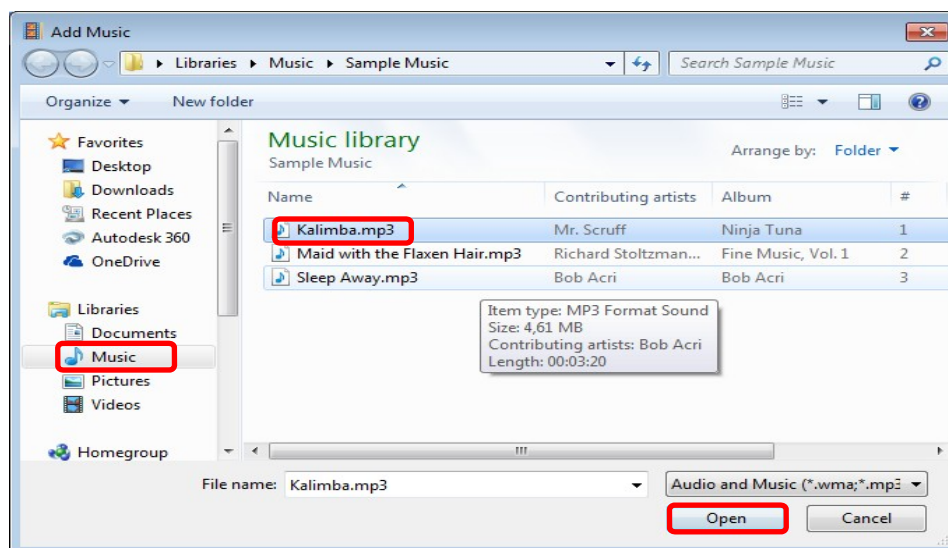 Add Music
Libraries Music Sample Music Search Sample Music
Organize New folder
Favorites
Desktop
Downloads
Recent Places
Autodesk 360
OneDrive
Libraries
Documents
Music
Pictures
Videos
Homegroup
Music library
Sample Music
Arrange by: Folder
Name Contributing artists Album #
Kalimba.mp3 Mr. Scruff Ninja Tuna 1
Maid with the Flaxen Hair.mp3 Richard Stoltzman... Fine Music, Vol. 1 2
Sleep Away.mp3 Bob Acri Bob Acri 3
Item type: MP3 Format Sound
Size: 4,61 MB
Contributing artists: Bob Acri
Length: 00:03:20
File name: Kalimba.mp3 Audio and Music (*.wma;*.mp3
Open Cancel